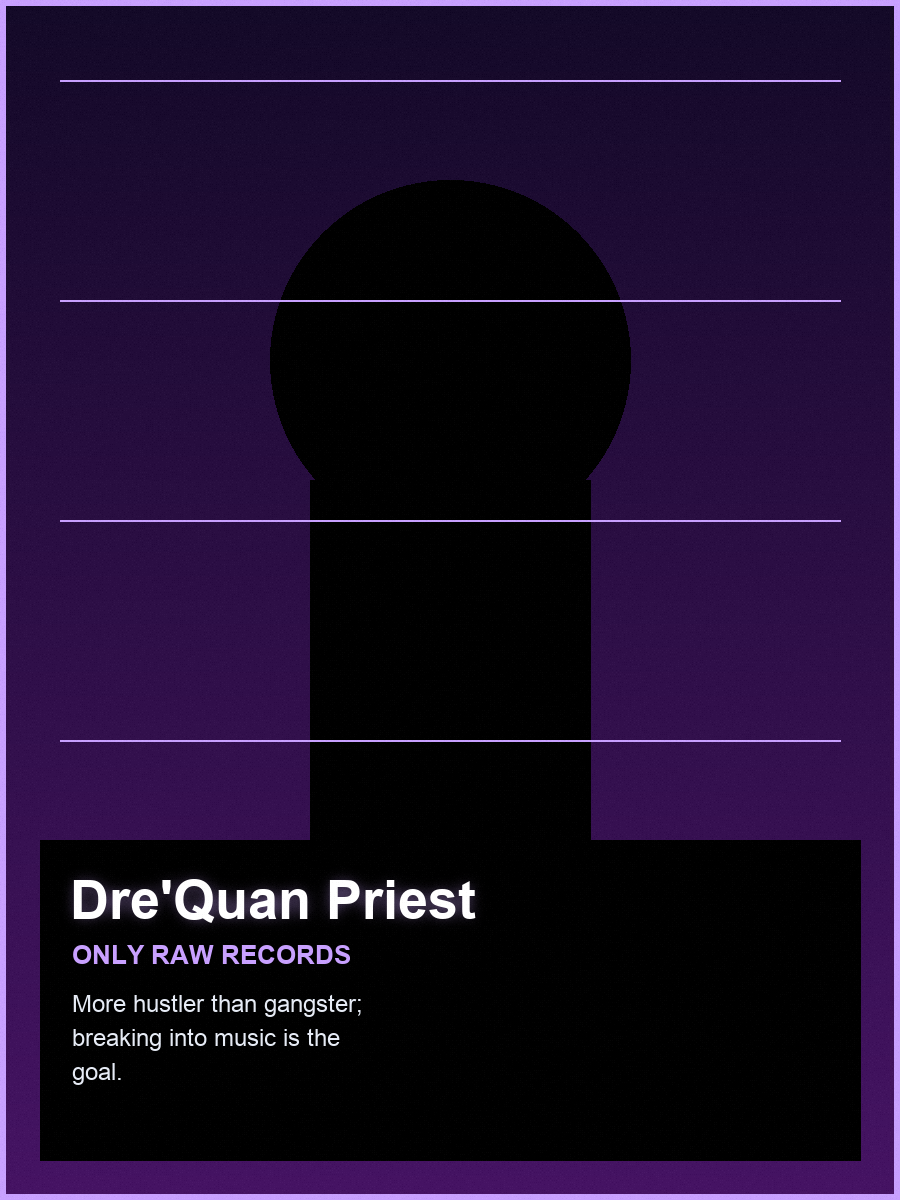 Dre'Quan Priest
ONLY RAW RECORDS
More hustler than gangster;
breaking into music is the
goal.